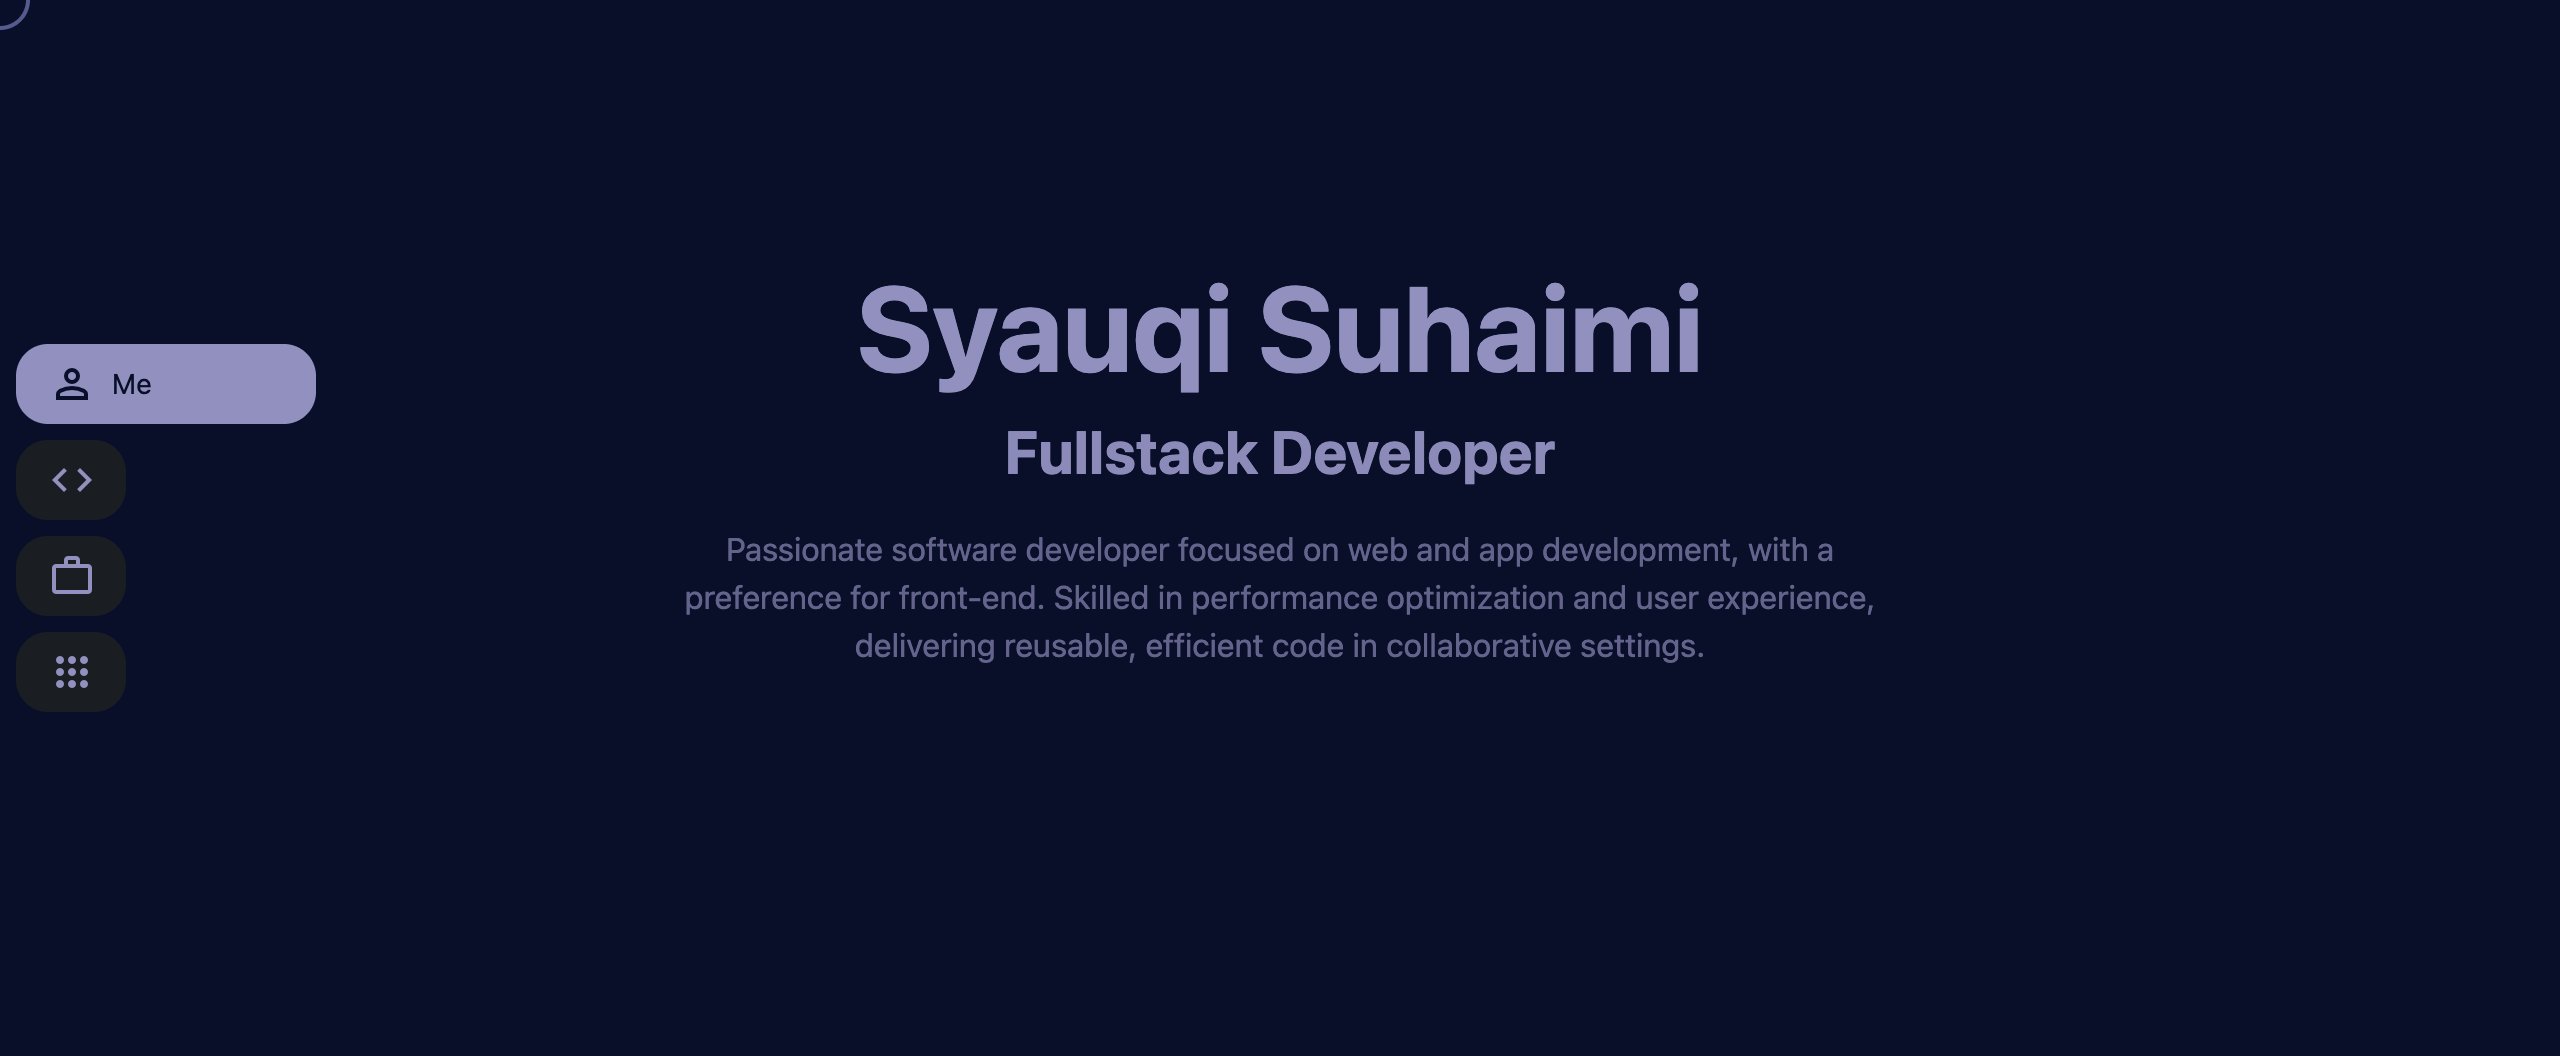 Syauqi Suhaimi
Fullstack Developer
Me
Passionate software developer focused on web and app development, with a
preference for front-end. Skilled in performance optimization and user experience,
delivering reusable, efficient code in collaborative settings.